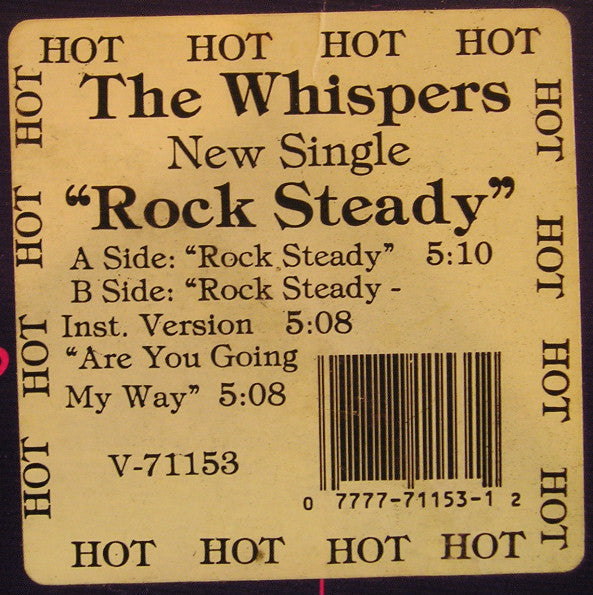 HOT HOT HOT HOT
The Whispers
New Single
“Rock Steady”
A Side: “Rock Steady” 5:10
B Side: “Rock Steady -
Inst. Version 5:08
“Are You Going
My Way” 5:08
V-71153
0 7777-71153-1 2
HOT HOT HOT HOT
HOT HOT HOT HOT
HOT HOT HOT HOT